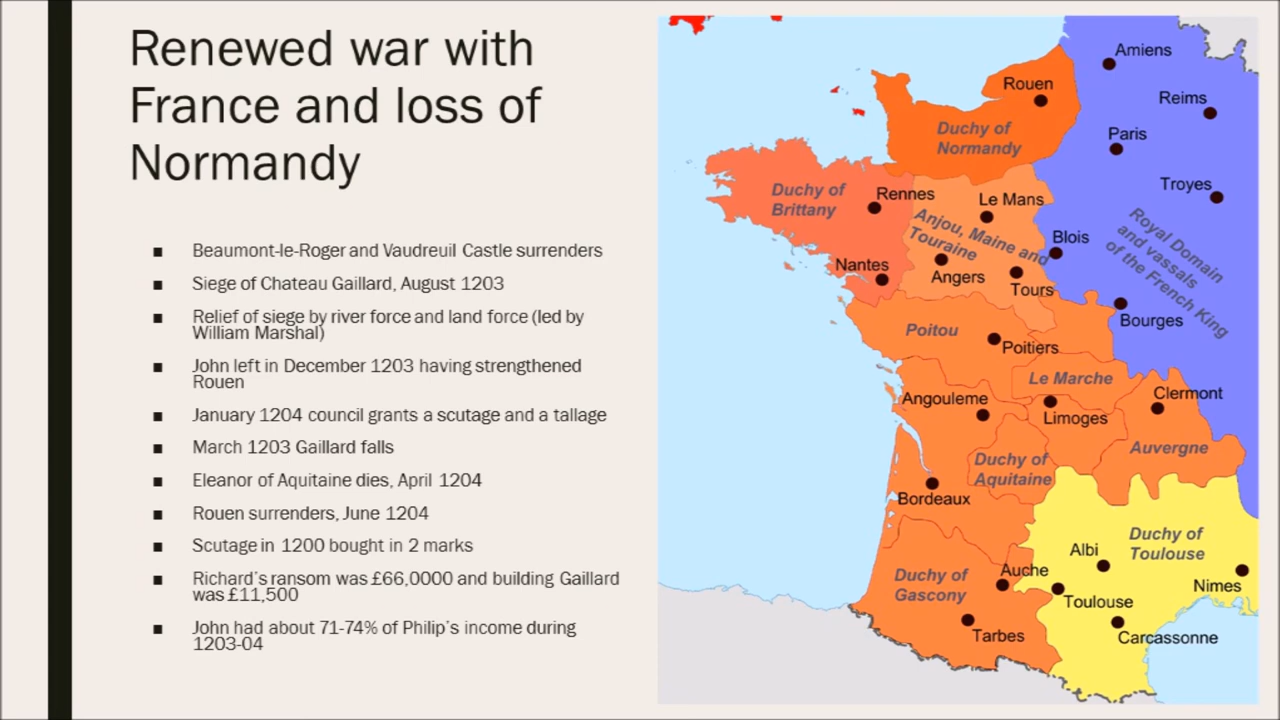 Renewed war with
France and loss of
Normandy
■ Beaumont-le-Roger and Vaudreuil Castle surrenders
■ Siege of Chateau Gaillard, August 1203
■ Relief of siege by river force and land force (led by
William Marshal)
■ John left in December 1203 having strengthened
Rouen
■ January 1204 council grants a scutage and a tallage
■ March 1203 Gaillard falls
■ Eleanor of Aquitaine dies, April 1204
■ Rouen surrenders, June 1204
■ Scutage in 1200 bought in 2 marks
■ Richard's ransom was £66,0000 and building Gaillard
was £11,500
■ John had about 71-74% of Philip's income during
1203-04
Amiens
Rouen
Reims
Duchy of
Normandy
Paris
Troyes
Duchy of
Brittany
Rennes
Le Mans
Anjou, Maine and
Touraine
Blois
Royal Domain
and vassals
of the French King
Nantes
Angers
Tours
Bourges
Poitou
Poitiers
Le Marche
Clermont
Angouleme
Limoges
Auvergne
Duchy of
Aquitaine
Bordeaux
Duchy of
Toulouse
Albi
Auche
Nimes
Duchy of
Gascony
Toulouse
Tarbes
Carcassonne